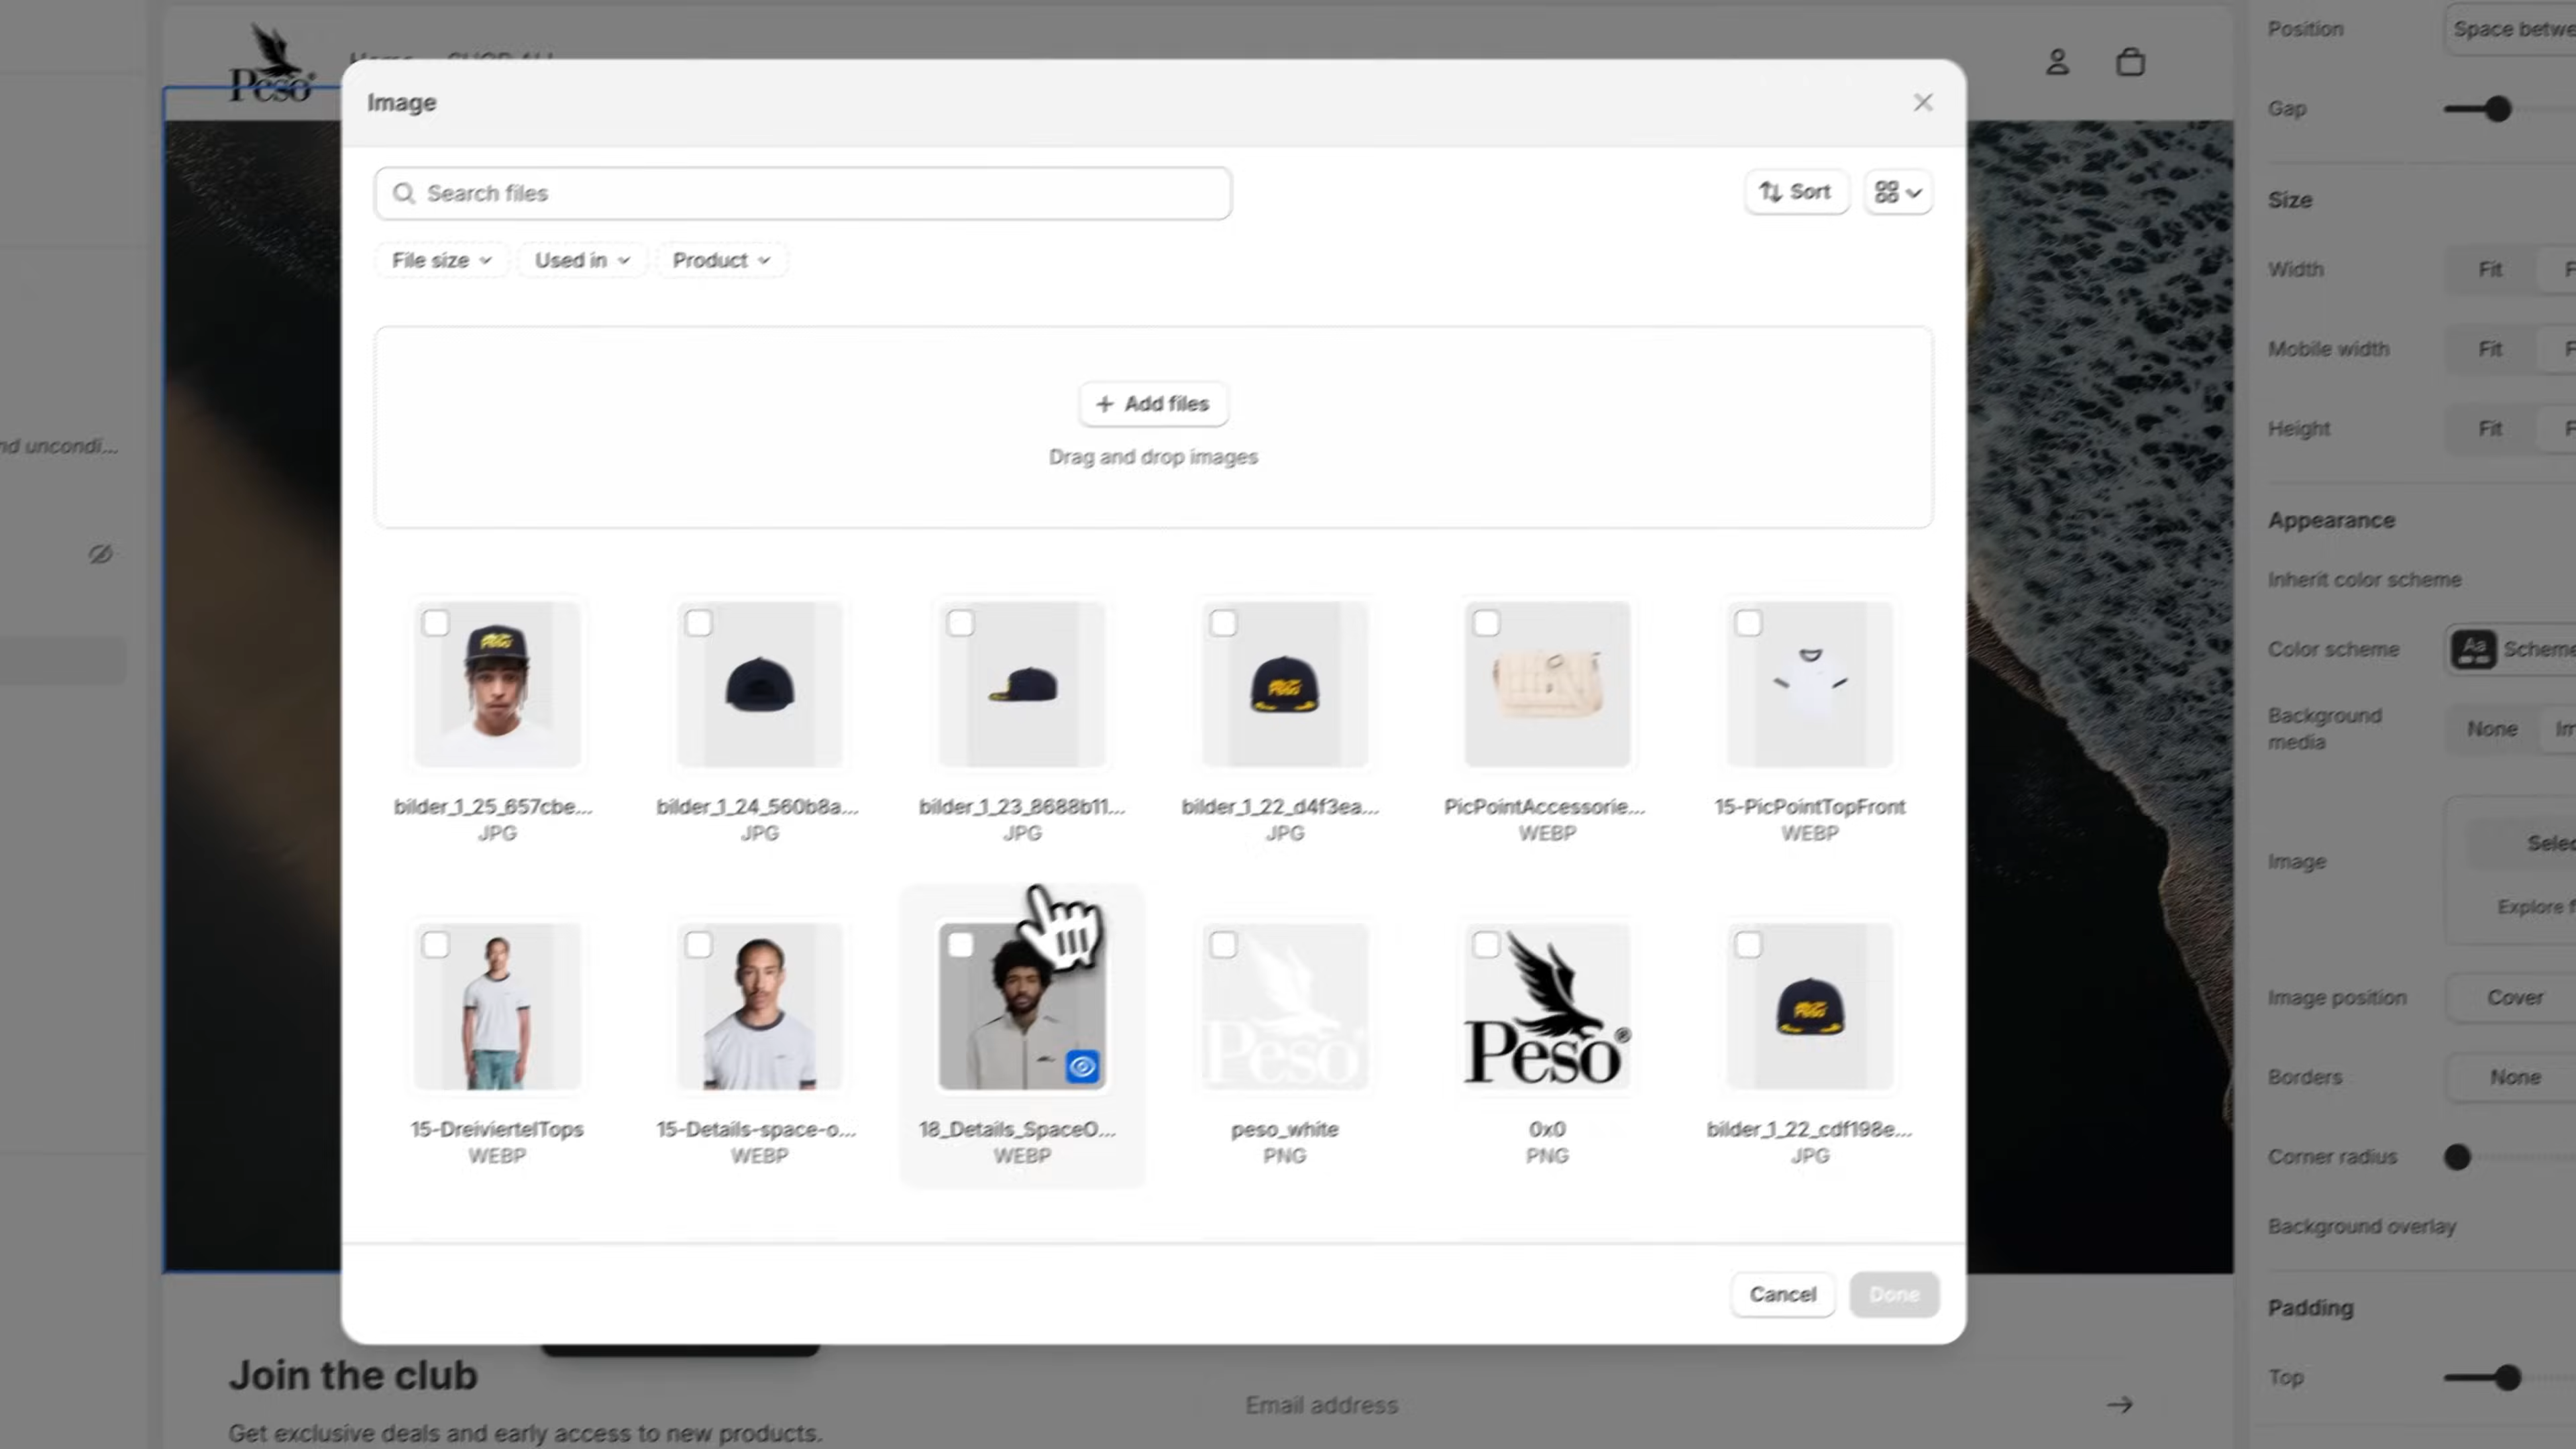 Peso
Position
Gap
Size
Width Fit
Mobile width Fit
Height Fit
Appearance
Inherit color scheme
Color scheme Aa Scheme
Background
media
None
Image
Image position Cover
Borders None
Corner radius
Background overlay
Padding
Top
Image
Search files
Sort
File size
Used in
Product
+ Add files
Drag and drop images
bilder_1_25_657cbe...
JPG
bilder_1_24_560b8a...
JPG
bilder_1_23_8688b11...
JPG
bilder_1_22_d4f3ea...
JPG
PicPointAccessorie...
WEBP
15-PicPointTopFront
WEBP
15-DreiviertelTops
WEBP
15-Details-space-o...
WEBP
18_Details_SpaceO...
WEBP
Peso
peso_white
PNG
Peso®
0x0
PNG
bilder_1_22_cdf198e...
JPG
Cancel
Done
Join the club
Get exclusive deals and early access to new products.
Email address
nd uncondi...